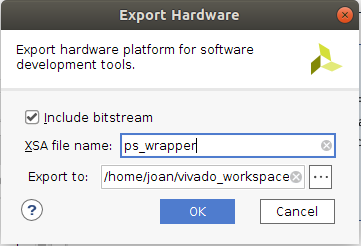 Export Hardware
Export hardware platform for software
development tools.
Include bitstream
XSA file name: ps_wrapper
Export to: /home/joan/vivado_workspace
...
?
OK Cancel